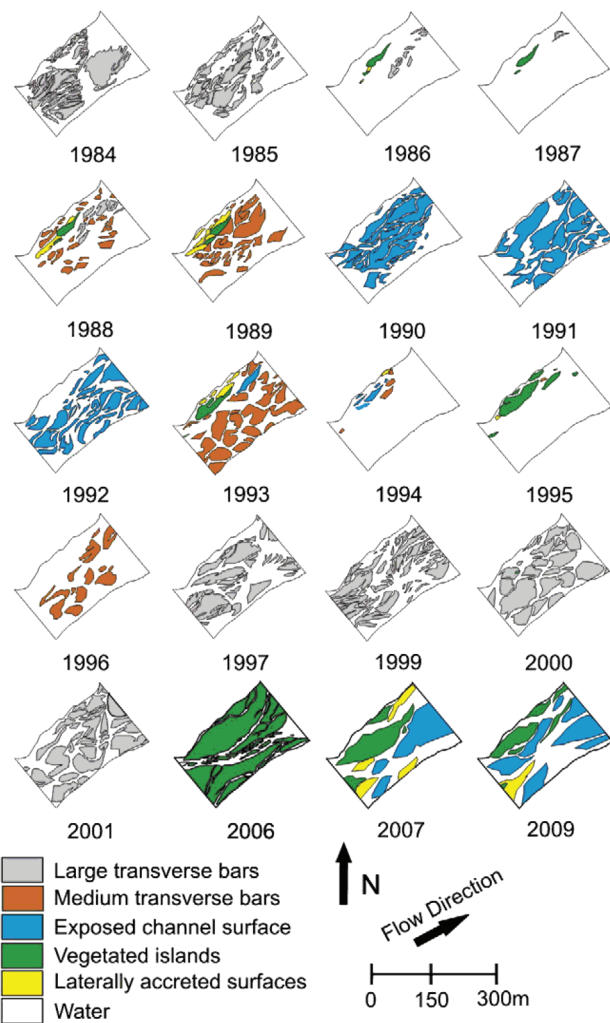 1984 1985 1986 1987
1988 1989 1990 1991
1992 1993 1994 1995
1996 1997 1999 2000
2001 2006 2007 2009
Large transverse bars
Medium transverse bars
Exposed channel surface
Vegetated islands
Laterally accreted surfaces
Water
N
Flow Direction
0 150 300m